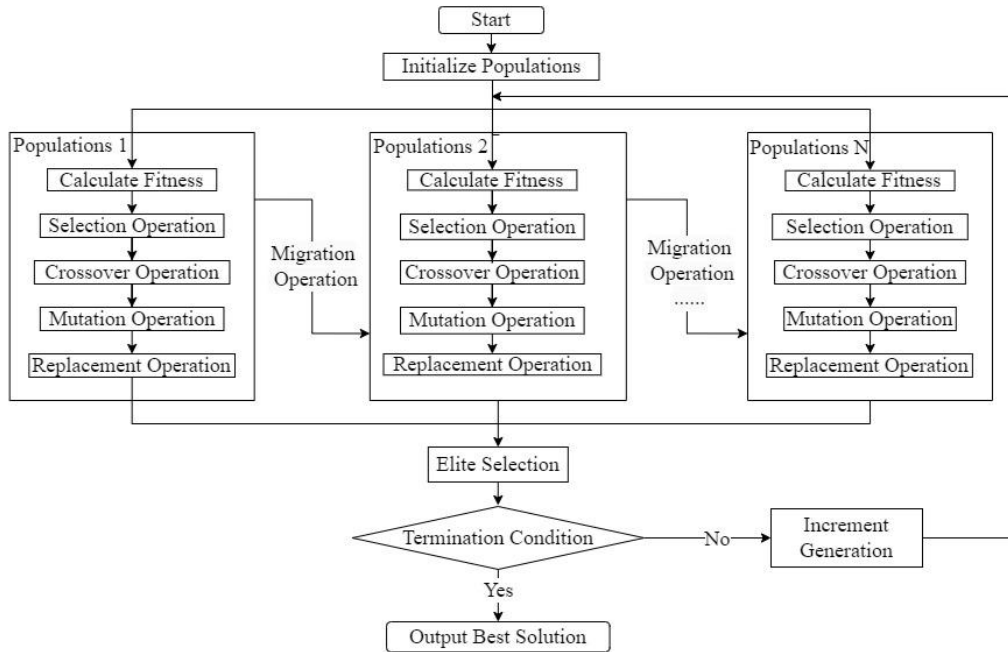 Start
Initialize Populations
Populations 1
Calculate Fitness
Selection Operation
Crossover Operation
Mutation Operation
Replacement Operation
Migration
Operation
Populations 2
Calculate Fitness
Selection Operation
Crossover Operation
Mutation Operation
Replacement Operation
Migration
Operation
......
Populations N
Calculate Fitness
Selection Operation
Crossover Operation
Mutation Operation
Replacement Operation
Elite Selection
Termination Condition
No
Increment
Generation
Yes
Output Best Solution